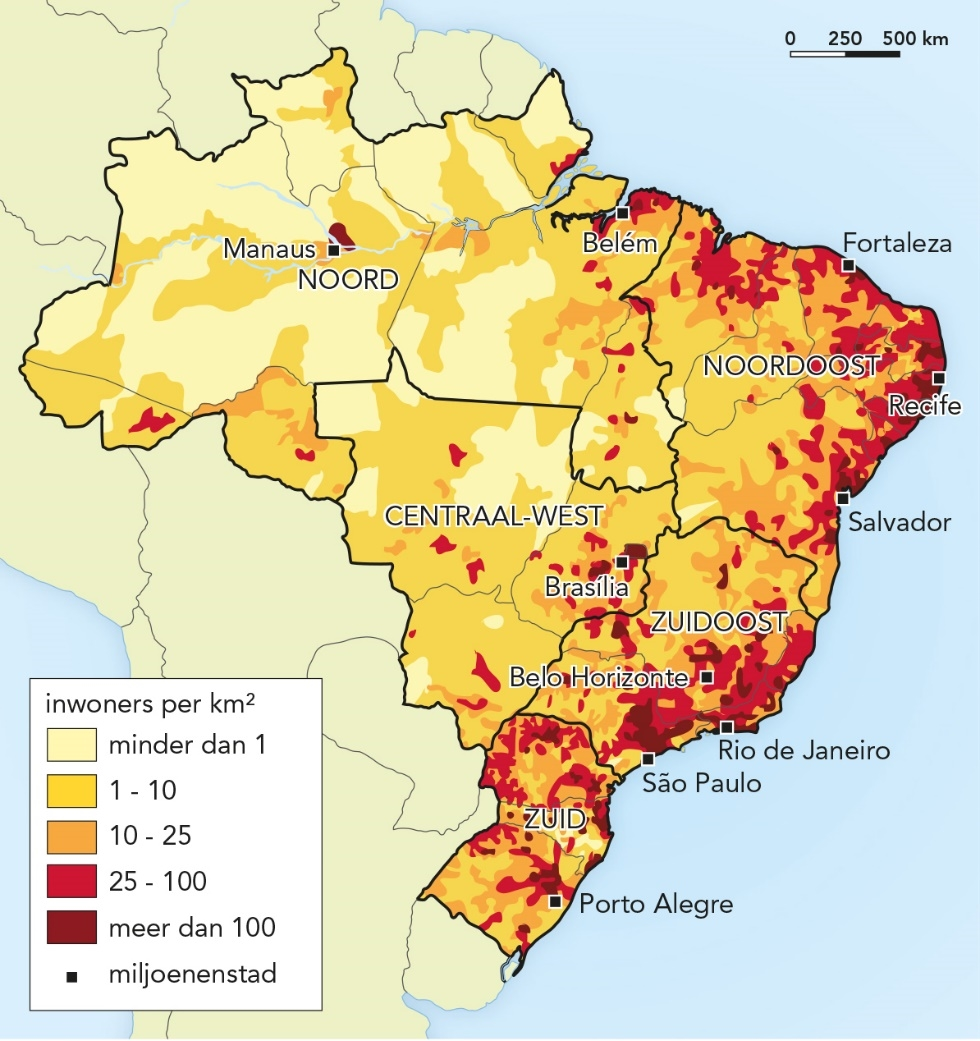 0 250 500 km
Manaus
NOORD
Belém
Fortaleza
NOORDOOST
Recife
CENTRAAL-WEST
Salvador
Brasília
ZUIDOOST
Belo Horizonte
Rio de Janeiro
São Paulo
ZUID
Porto Alegre
inwoners per km²
minder dan 1
1 - 10
10 - 25
25 - 100
meer dan 100
miljoenenstad